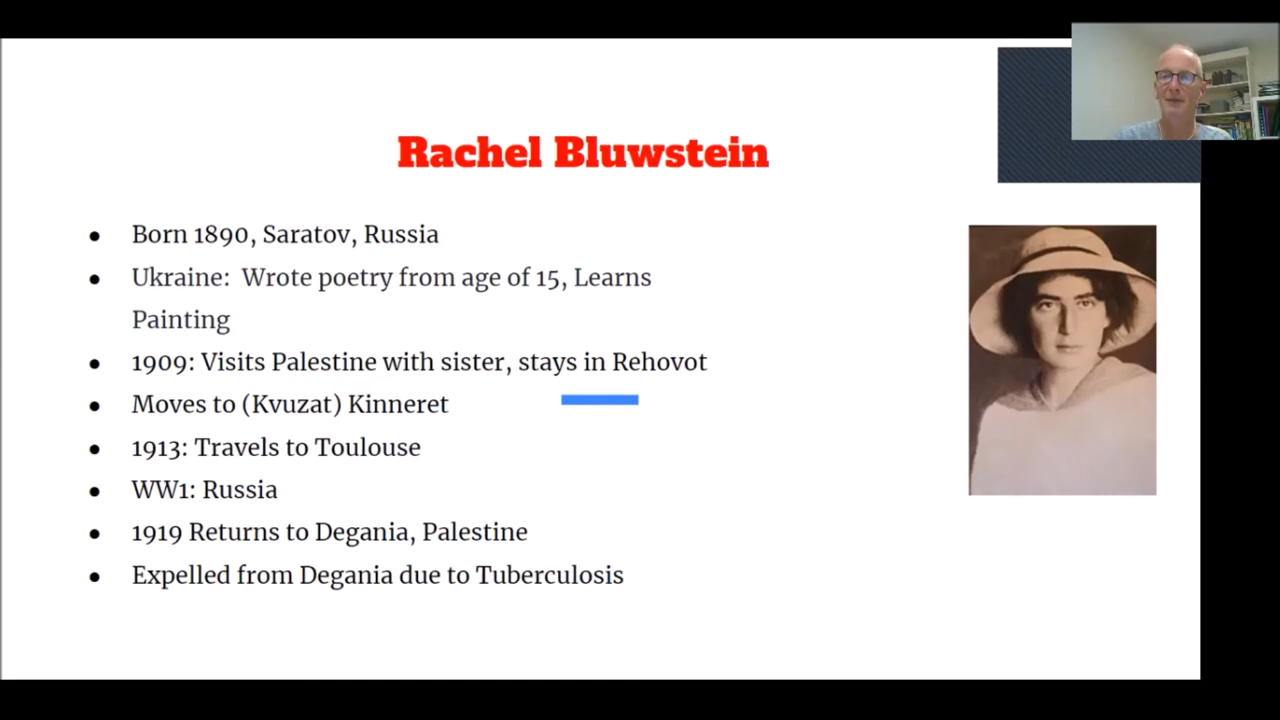 Rachel Bluwstein
● Born 1890, Saratov, Russia
● Ukraine:  Wrote poetry from age of 15, Learns
Painting
● 1909: Visits Palestine with sister, stays in Rehovot
● Moves to (Kvuzat) Kinneret
● 1913: Travels to Toulouse
● WW1: Russia
● 1919 Returns to Degania, Palestine
● Expelled from Degania due to Tuberculosis